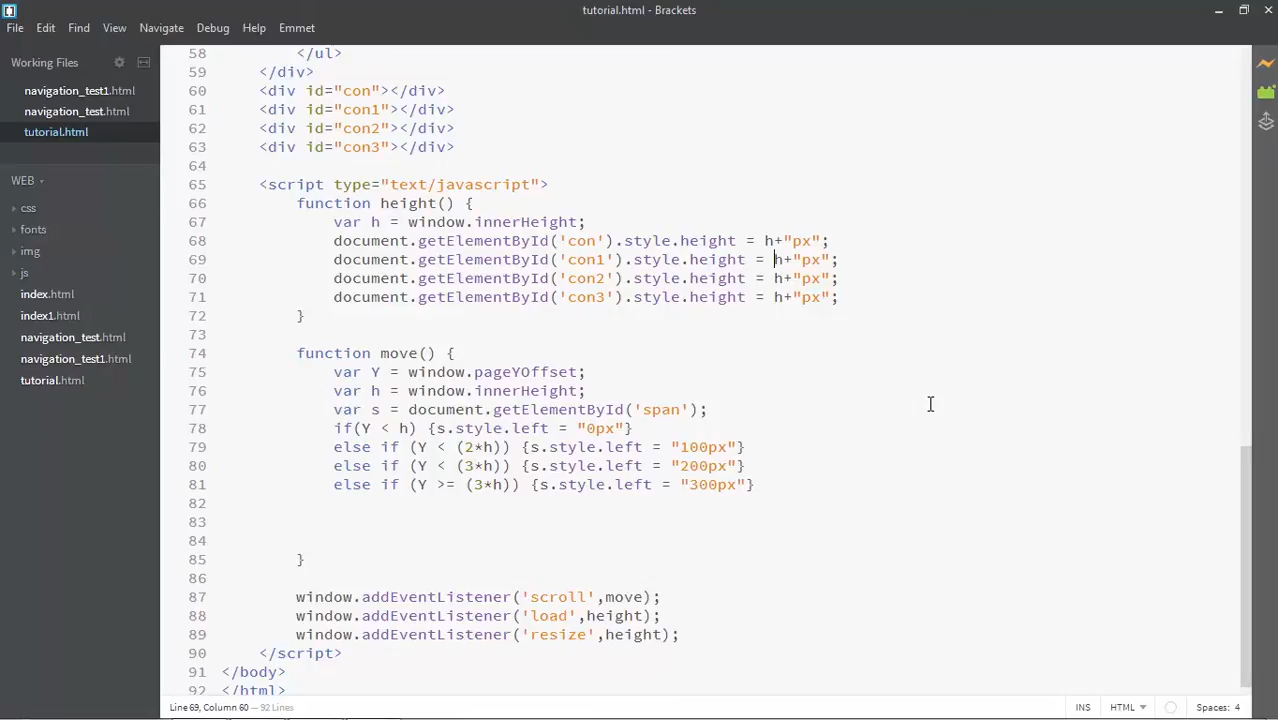 tutorial.html - Brackets
File Edit Find View Navigate Debug Help Emmet
Working Files
navigation_test1.html
navigation_test.html
tutorial.html
WEB
css
fonts
img
js
index.html
index1.html
navigation_test.html
navigation_test1.html
tutorial.html
58 </ul>
59 </div>
60 <div id="con"></div>
61 <div id="con1"></div>
62 <div id="con2"></div>
63 <div id="con3"></div>
64
65 <script type="text/javascript">
66 function height() {
67 var h = window.innerHeight;
68 document.getElementById('con').style.height = h+"px";
69 document.getElementById('con1').style.height = h+"px";
70 document.getElementById('con2').style.height = h+"px";
71 document.getElementById('con3').style.height = h+"px";
72 }
73
74 function move() {
75 var Y = window.pageYOffset;
76 var h = window.innerHeight;
77 var s = document.getElementById('span');
78 if(Y < h) {s.style.left = "0px"}
79 else if (Y < (2*h)) {s.style.left = "100px"}
80 else if (Y < (3*h)) {s.style.left = "200px"}
81 else if (Y >= (3*h)) {s.style.left = "300px"}
82
83
84
85 }
86
87 window.addEventListener('scroll',move);
88 window.addEventListener('load',height);
89 window.addEventListener('resize',height);
90 </script>
91 </body>
92 </html>
Line 69, Column 60 — 92 Lines
INS HTML Spaces: 4